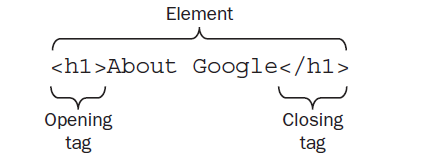 Element
<h1>About Google</h1>
Opening
tag
Closing
tag